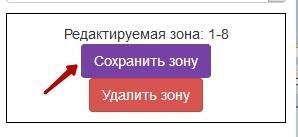 Редактируемая зона: 1-8
Сохранить зону
Удалить зону